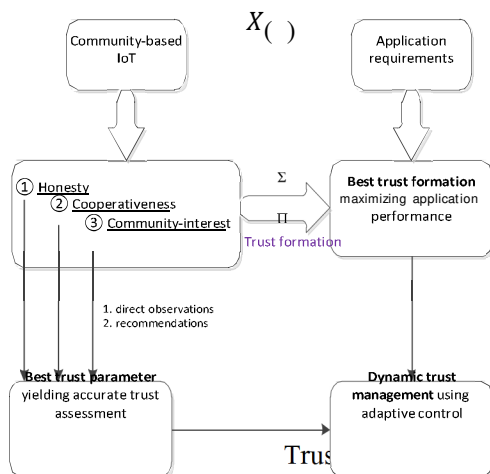 Community-based
IoT
X( )
Application
requirements
① Honesty
② Cooperativeness
③ Community-interest
Σ
Π
Trust formation
Best trust formation
maximizing application
performance
1. direct observations
2. recommendations
Best trust parameter
yielding accurate trust
assessment
Dynamic trust
management using
adaptive control
Trus